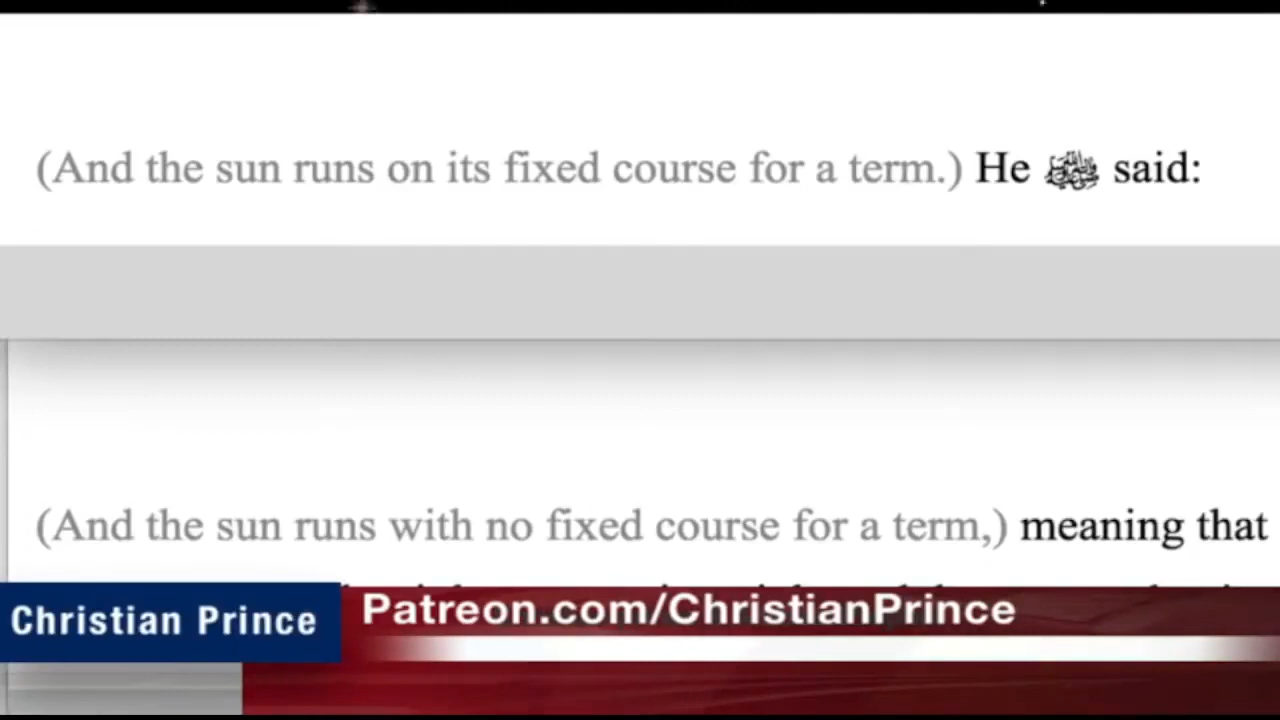 (And the sun runs on its fixed course for a term.) He ﷺ said:
(And the sun runs with no fixed course for a term,) meaning that
Christian Prince
Patreon.com/ChristianPrince